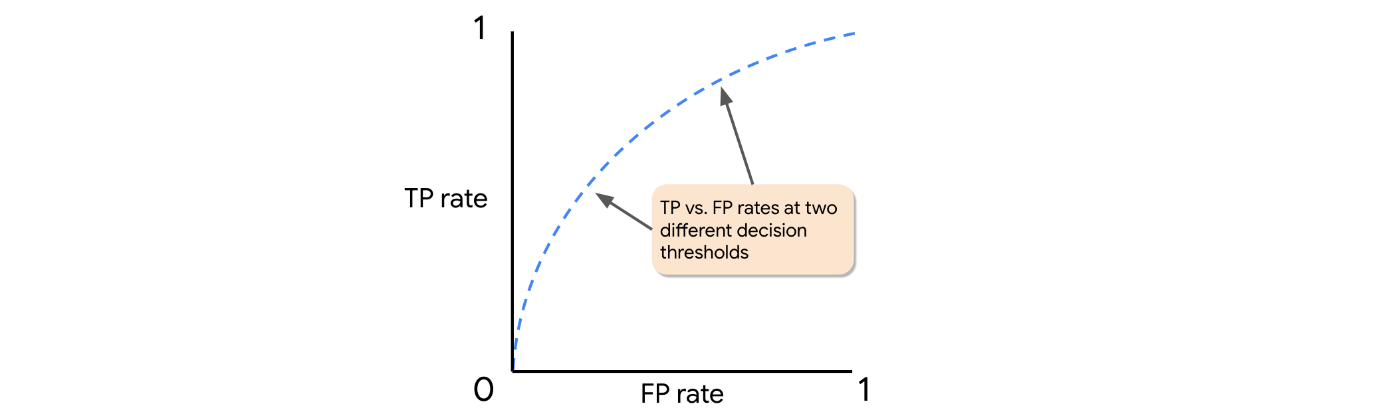 1
TP rate
TP vs. FP rates at two
different decision
thresholds
0
FP rate
1